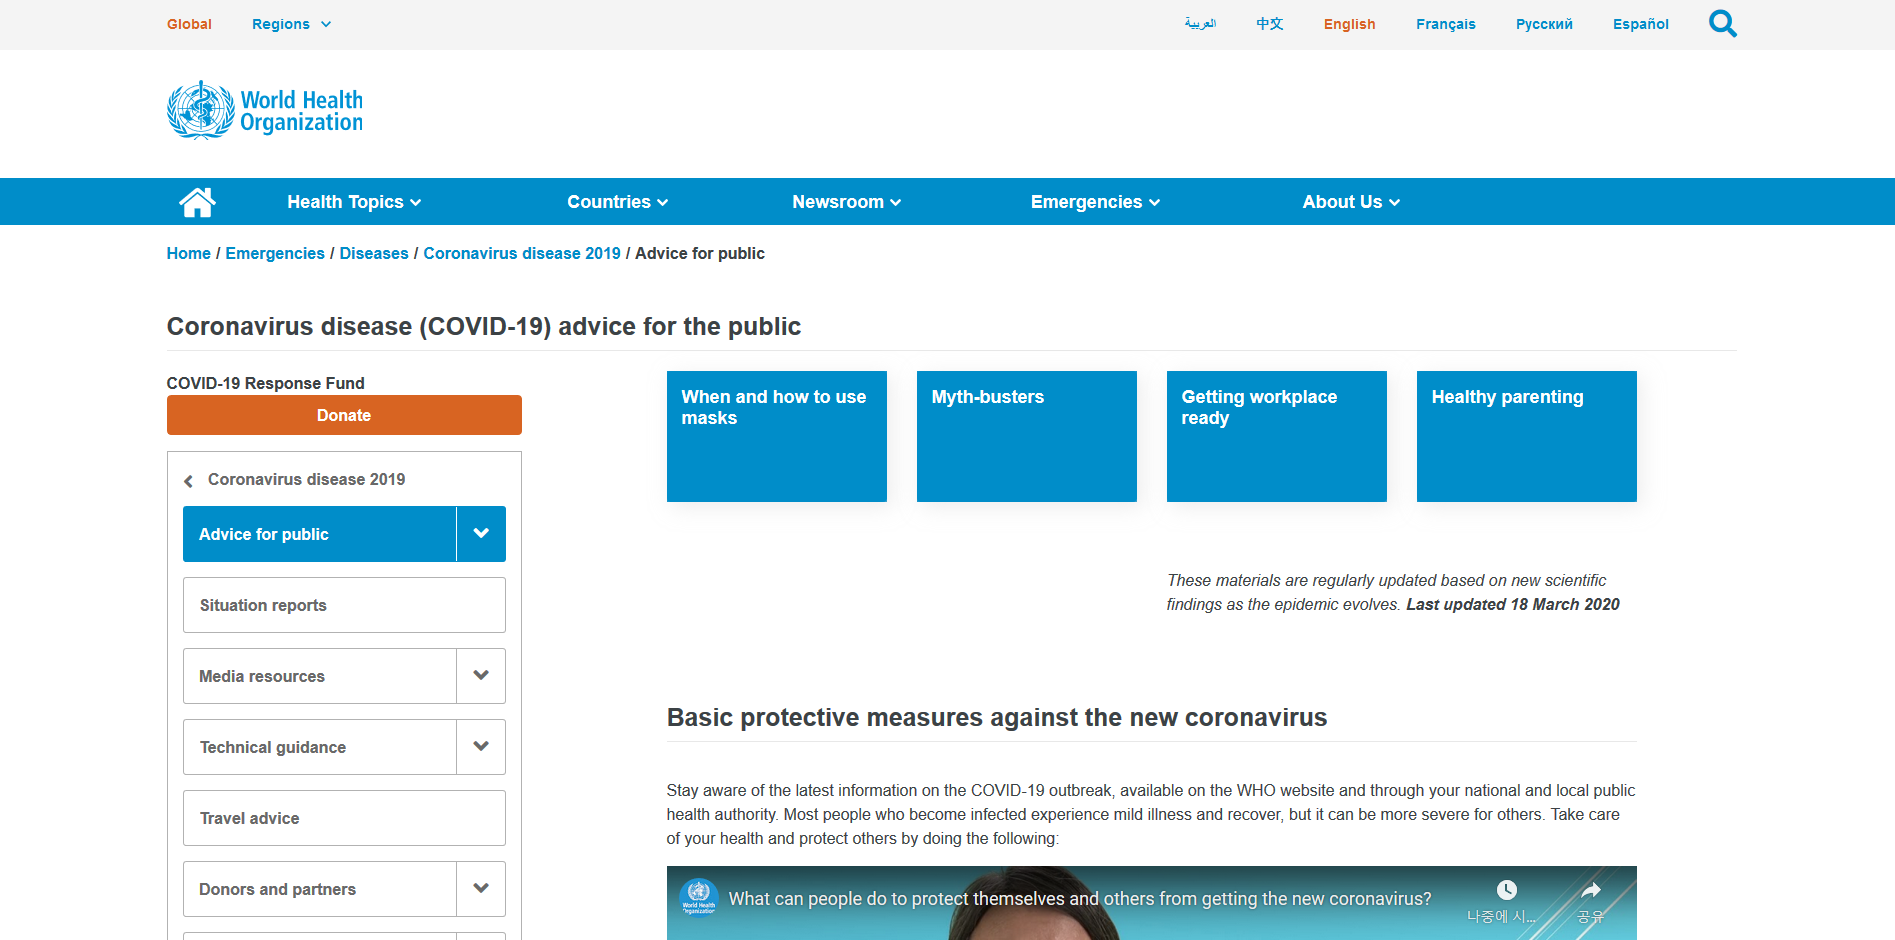 Global
Regions
العربية
中文
English
Français
Русский
Español
World Health
Organization
Health Topics
Countries
Newsroom
Emergencies
About Us
Home / Emergencies / Diseases / Coronavirus disease 2019 / Advice for public
Coronavirus disease (COVID-19) advice for the public
COVID-19 Response Fund
Donate
Coronavirus disease 2019
Advice for public
Situation reports
Media resources
Technical guidance
Travel advice
Donors and partners
When and how to use
masks
Myth-busters
Getting workplace
ready
Healthy parenting
These materials are regularly updated based on new scientific
findings as the epidemic evolves. Last updated 18 March 2020
Basic protective measures against the new coronavirus
Stay aware of the latest information on the COVID-19 outbreak, available on the WHO website and through your national and local public
health authority. Most people who become infected experience mild illness and recover, but it can be more severe for others. Take care
of your health and protect others by doing the following:
World Health
Organization
What can people do to protect themselves and others from getting the new coronavirus?
나중에 시...
공유